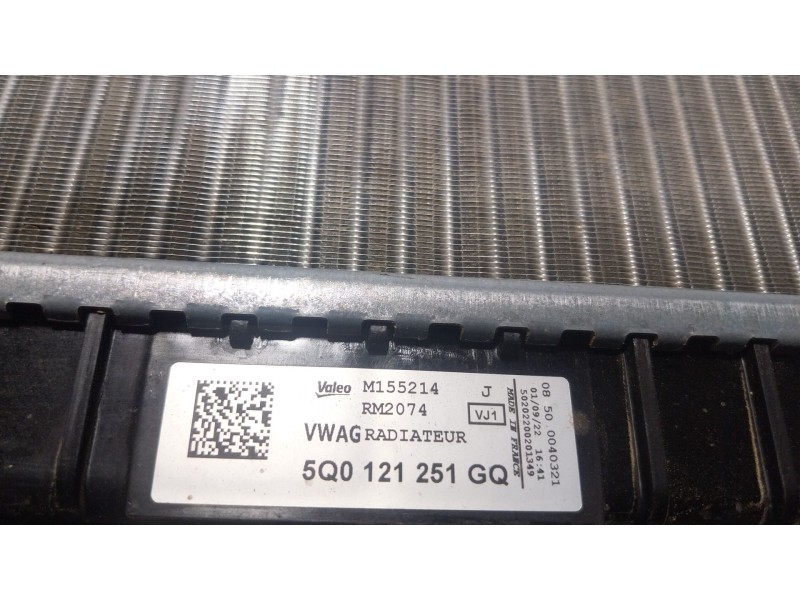 Valeo M155214 J
RM2074 VJ1
VWAG RADIATEUR
5Q0 121 251 GQ
MADE IN FRANCE
50202200201349
01/09/22 16:41
08 50 0040321